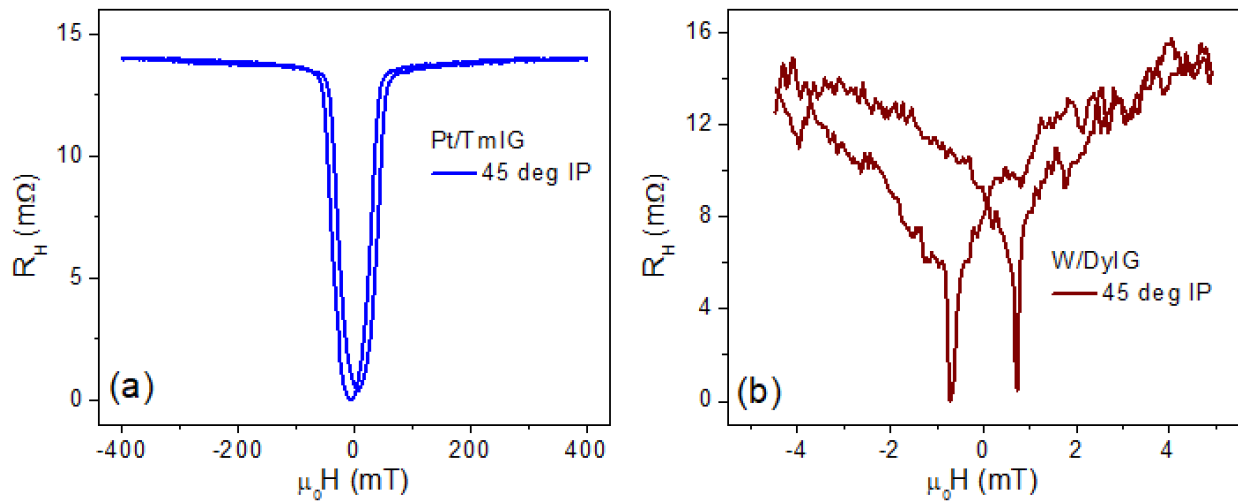 15
10
5
0
R_H (mΩ)
Pt/TmIG
45 deg IP
(a)
-400
-200
0
200
400
μ₀H (mT)
16
12
8
4
0
R_H (mΩ)
W/DyIG
45 deg IP
(b)
-4
-2
0
2
4
μ₀H (mT)